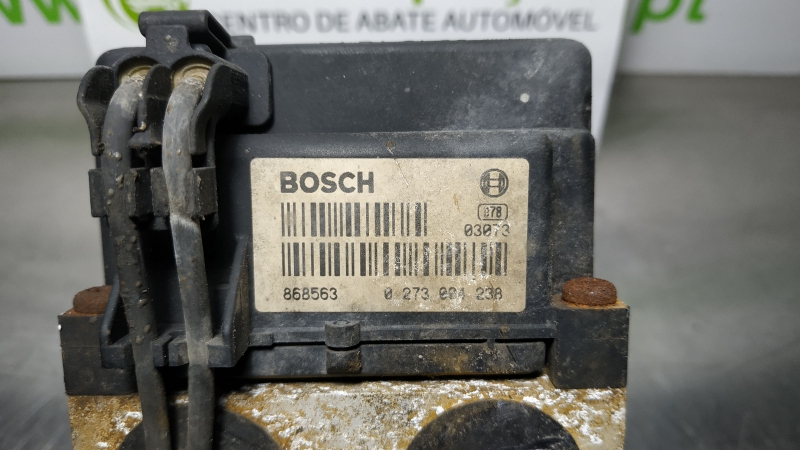 CENTRO DE ABATE AUTOMÓVEL
BOSCH
078
03073
868563 0 273 004 238